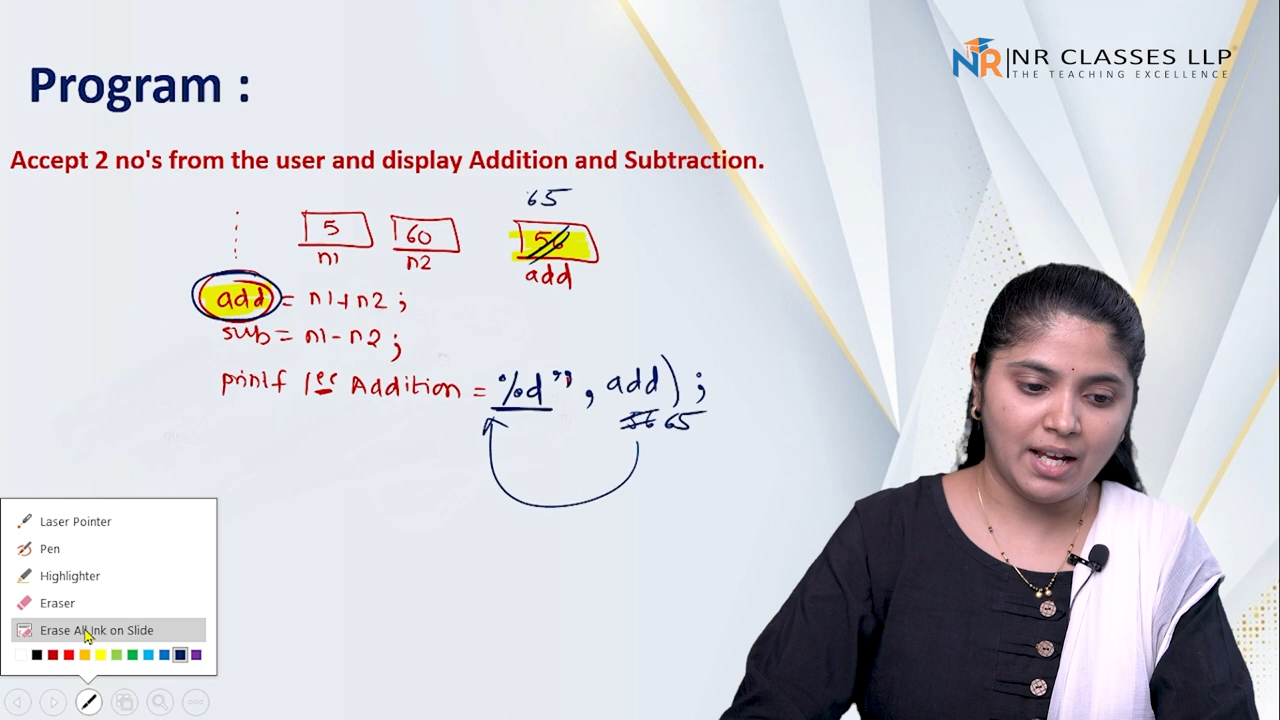 NR CLASSES LLP
THE TEACHING EXCELLENCE
Program :
Accept 2 no's from the user and display Addition and Subtraction.
65
5 60 56
n1 n2 add
add = n1+n2 ;
sub = n1-n2 ;
printf (" Addition = %d" , add) ;
56 65
Laser Pointer
Pen
Highlighter
Eraser
Erase All Ink on Slide